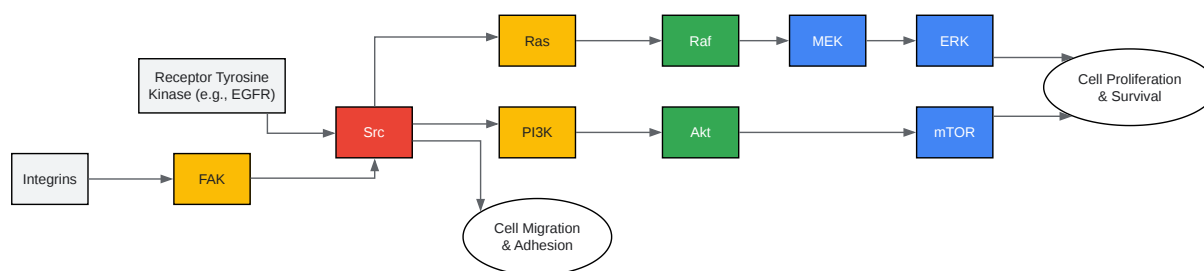 Ras
Raf
MEK
ERK
Receptor Tyrosine
Kinase (e.g., EGFR)
Cell Proliferation
& Survival
Src
PI3K
Akt
mTOR
Integrins
FAK
Cell Migration
& Adhesion